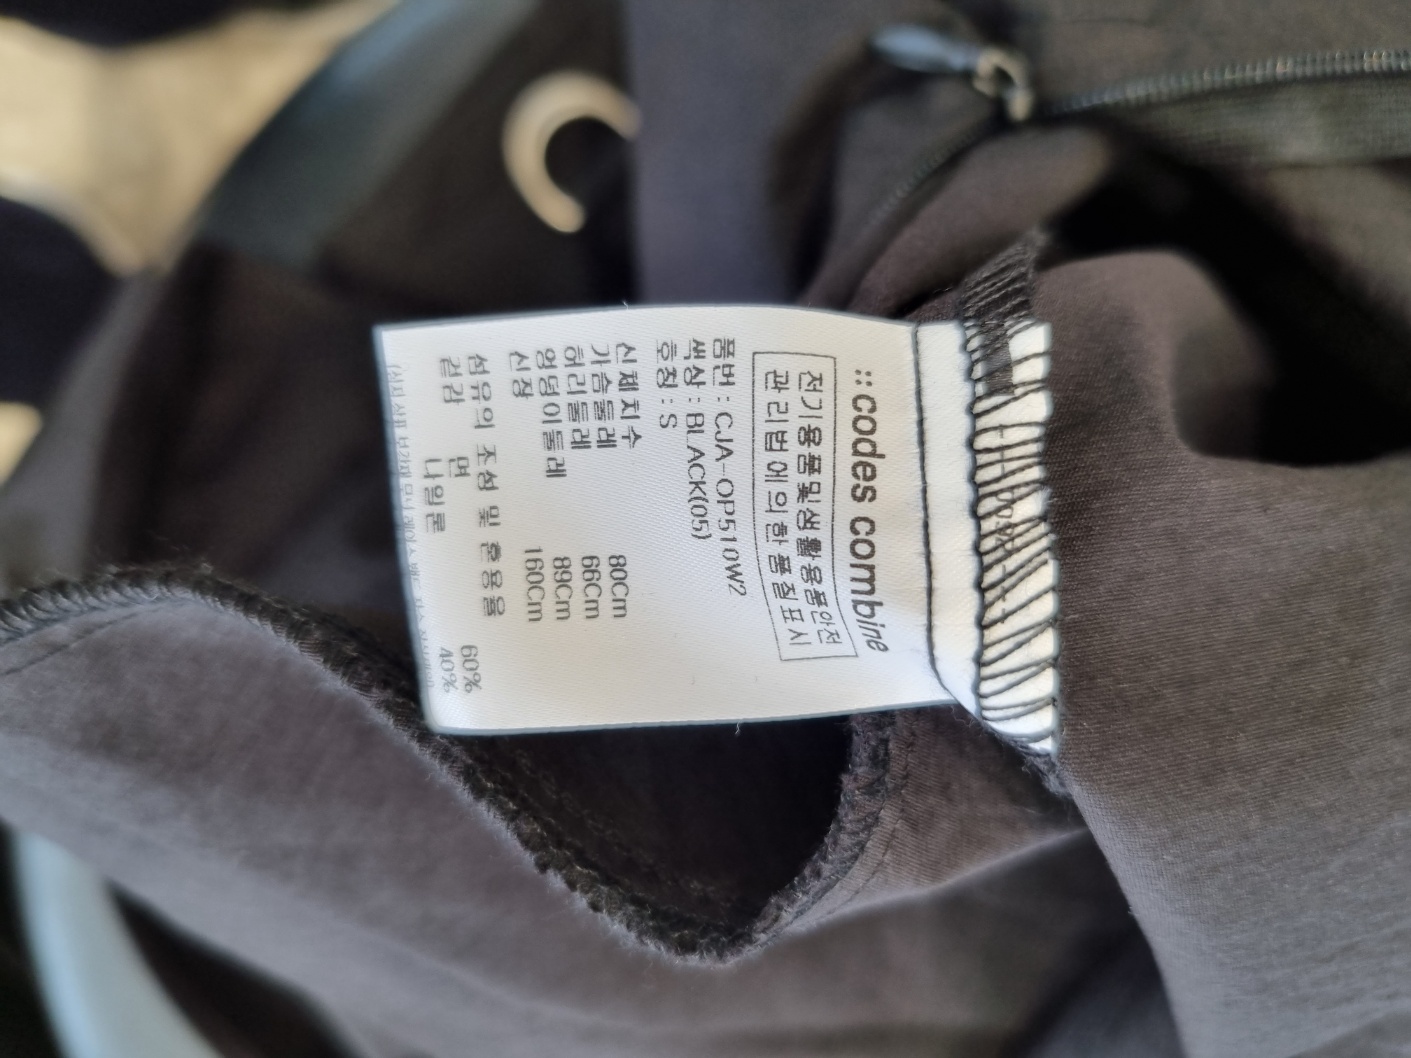 ::codes combine
전기용품및생활용품안전
관리법에의한품질표시
품번 : CJA-OP510W2
색상 : BLACK(05)
호칭 : S
신체치수
가슴둘레 80Cm
허리둘레 66Cm
엉덩이둘레 89Cm
신장 160Cm
섬유의 조성 및 혼용율
겉감 면 60%
나일론 40%